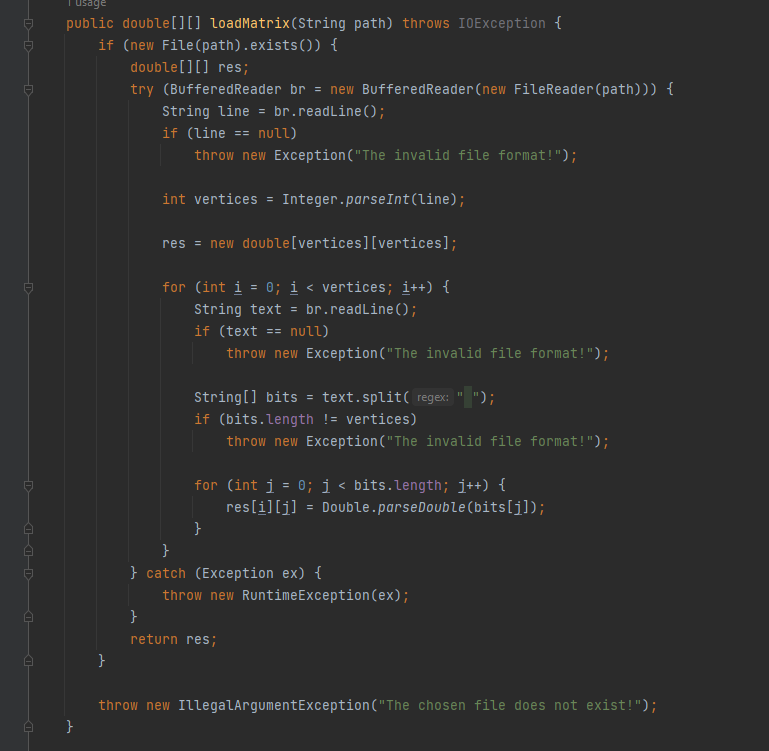 1 usage
public double[][] loadMatrix(String path) throws IOException {
if (new File(path).exists()) {
double[][] res;
try (BufferedReader br = new BufferedReader(new FileReader(path))) {
String line = br.readLine();
if (line == null)
throw new Exception("The invalid file format!");
int vertices = Integer.parseInt(line);
res = new double[vertices][vertices];
for (int i = 0; i < vertices; i++) {
String text = br.readLine();
if (text == null)
throw new Exception("The invalid file format!");
String[] bits = text.split( regex: " ");
if (bits.length != vertices)
throw new Exception("The invalid file format!");
for (int j = 0; j < bits.length; j++) {
res[i][j] = Double.parseDouble(bits[j]);
}
}
} catch (Exception ex) {
throw new RuntimeException(ex);
}
return res;
}
throw new IllegalArgumentException("The chosen file does not exist!");
}